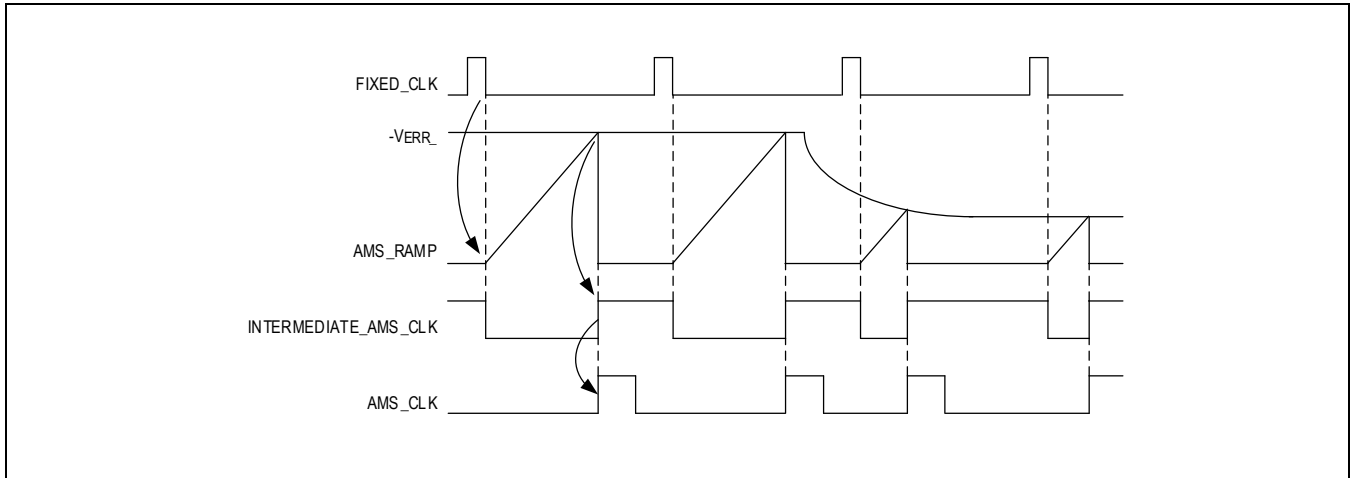 FIXED_CLK
-VERR_
AMS_RAMP
INTERMEDIATE_AMS_CLK
AMS_CLK